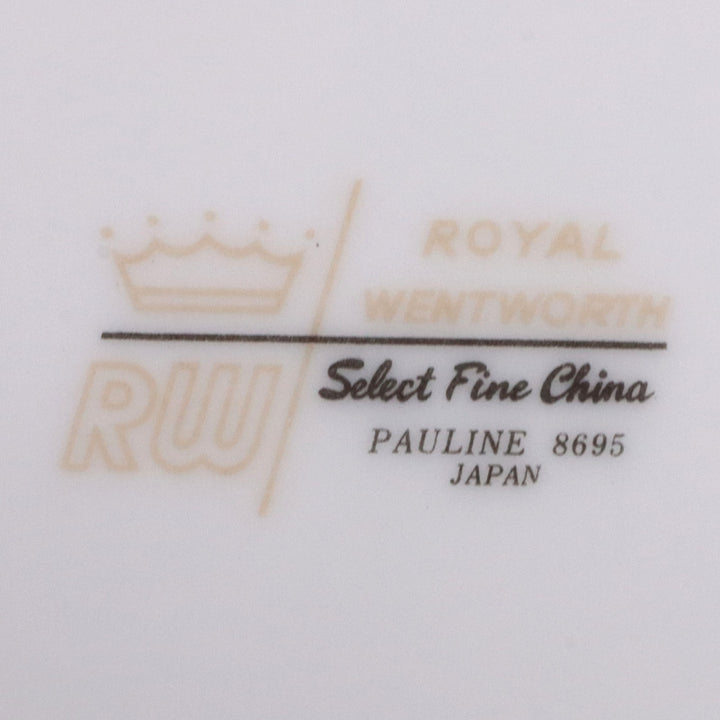 ROYAL
WENTWORTH
RW
Select Fine China
PAULINE 8695
JAPAN